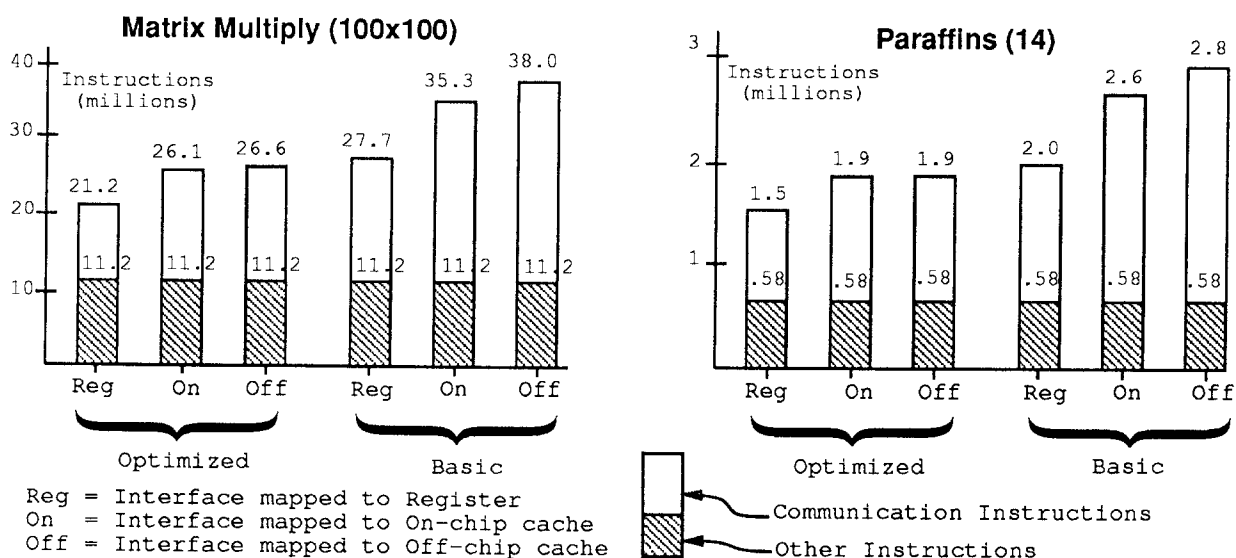 Matrix Multiply (100x100)
40
Instructions
(millions)
30
20
10
21.2
26.1
26.6
27.7
35.3
38.0
11.2
11.2
11.2
11.2
11.2
11.2
Reg
On
Off
Reg
On
Off
Optimized
Basic
Paraffins (14)
3
Instructions
(millions)
2
1
1.5
1.9
1.9
2.0
2.6
2.8
.58
.58
.58
.58
.58
.58
Reg
On
Off
Reg
On
Off
Optimized
Basic
Reg = Interface mapped to Register
On = Interface mapped to On-chip cache
Off = Interface mapped to Off-chip cache
Communication Instructions
Other Instructions